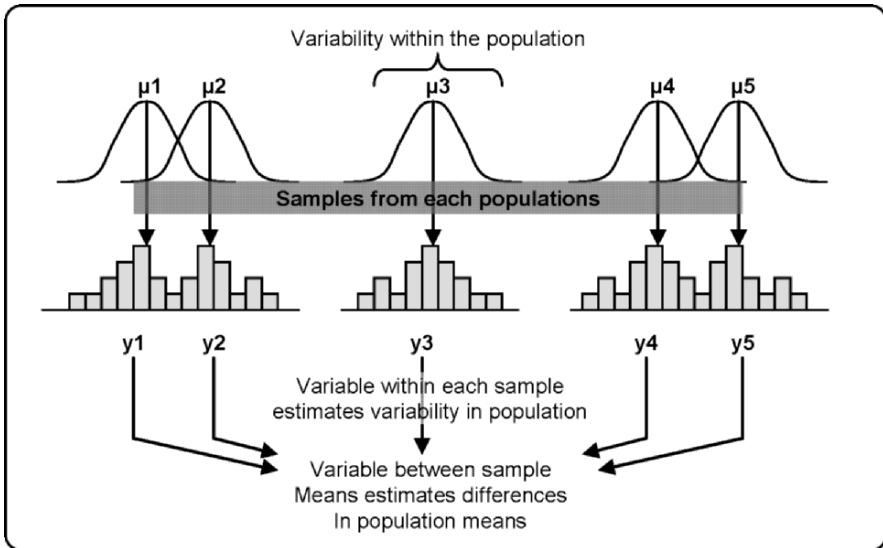 Variability within the population
μ1 μ2 μ3 μ4 μ5
Samples from each populations
y1 y2 y3 y4 y5
Variable within each sample
estimates variability in population
Variable between sample
Means estimates differences
In population means